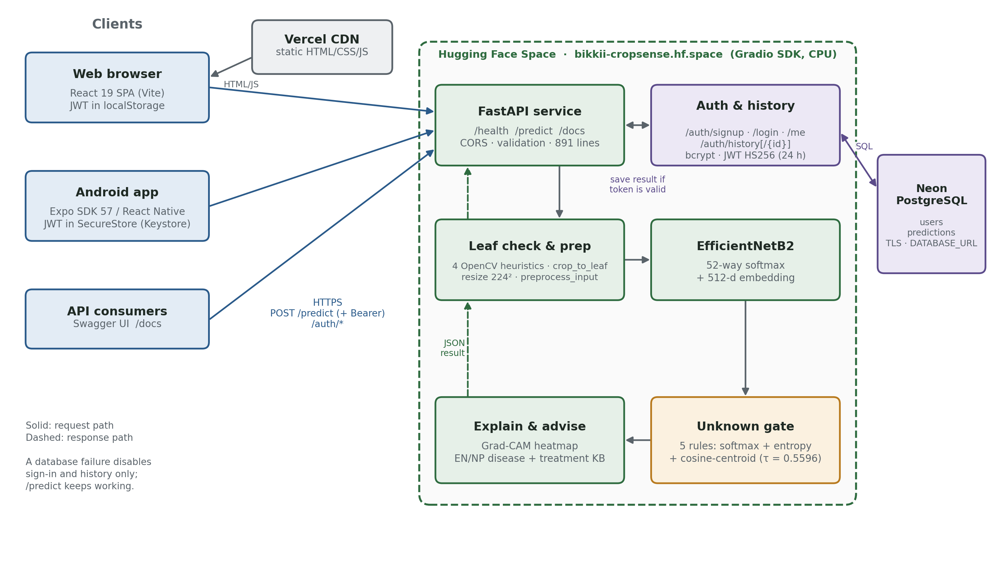 Clients
Vercel CDN
static HTML/CSS/JS
Web browser
React 19 SPA (Vite)
JWT in localStorage
HTML/JS
Android app
Expo SDK 57 / React Native
JWT in SecureStore (Keystore)
API consumers
Swagger UI  /docs
HTTPS
POST /predict (+ Bearer)
/auth/*
Solid: request path
Dashed: response path
A database failure disables
sign-in and history only;
/predict keeps working.
Hugging Face Space · bikkii-cropsense.hf.space (Gradio SDK, CPU)
FastAPI service
/health  /predict  /docs
CORS · validation · 891 lines
Auth & history
/auth/signup · /login · /me
/auth/history[/{id}]
bcrypt · JWT HS256 (24 h)
SQL
save result if
token is valid
Neon
PostgreSQL
users
predictions
TLS · DATABASE_URL
Leaf check & prep
4 OpenCV heuristics · crop_to_leaf
resize 224² · preprocess_input
EfficientNetB2
52-way softmax
+ 512-d embedding
JSON
result
Explain & advise
Grad-CAM heatmap
EN/NP disease + treatment KB
Unknown gate
5 rules: softmax + entropy
+ cosine-centroid (τ = 0.5596)